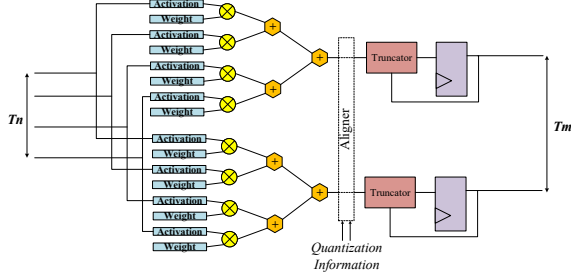 Activation
Weight
+
Activation
Weight
+
Activation
Weight
+
Activation
Weight
Truncator
Tn
Aligner
Tm
Activation
Weight
+
Activation
Weight
+
Activation
Weight
+
Activation
Weight
Truncator
Quantization
Information